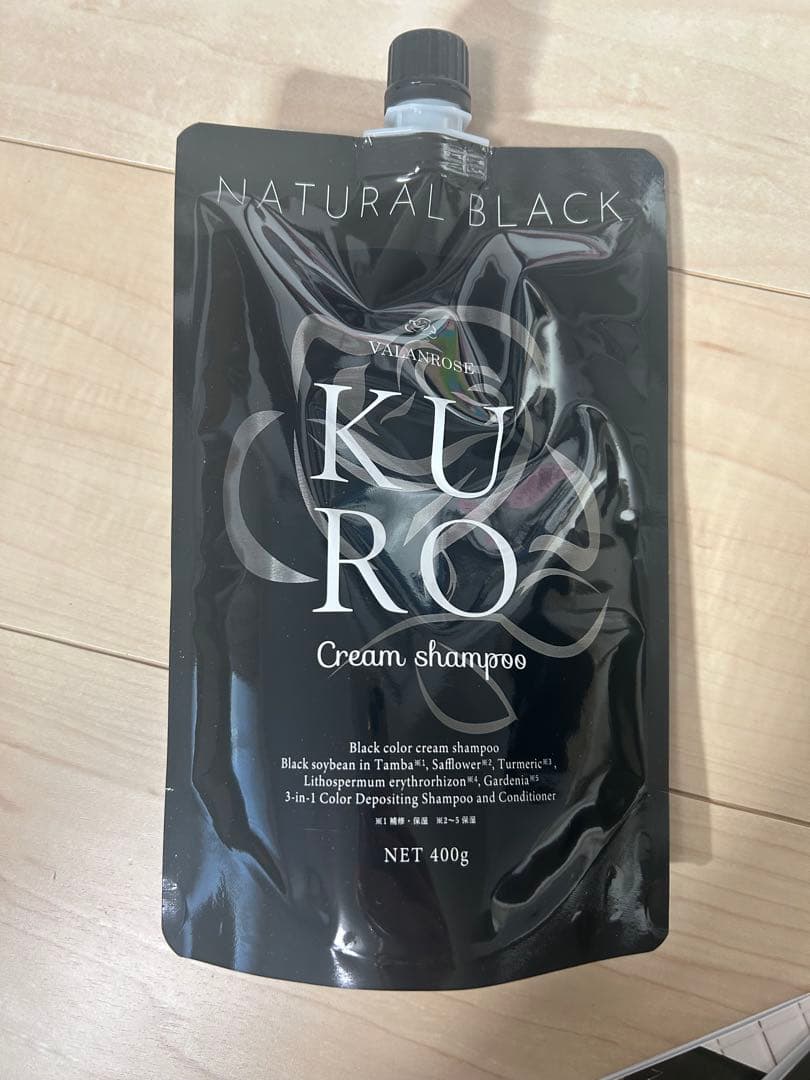 NATURAL BLACK
VALANROSE
KU
RO
Cream shampoo
Black color cream shampoo
Black soybean in Tamba※1, Safflower※2, Turmeric※3,
Lithospermum erythrorhizon※4, Gardenia※5
3-in-1 Color Depositing Shampoo and Conditioner
※1 補修・保湿 ※2～5 保湿
NET 400g